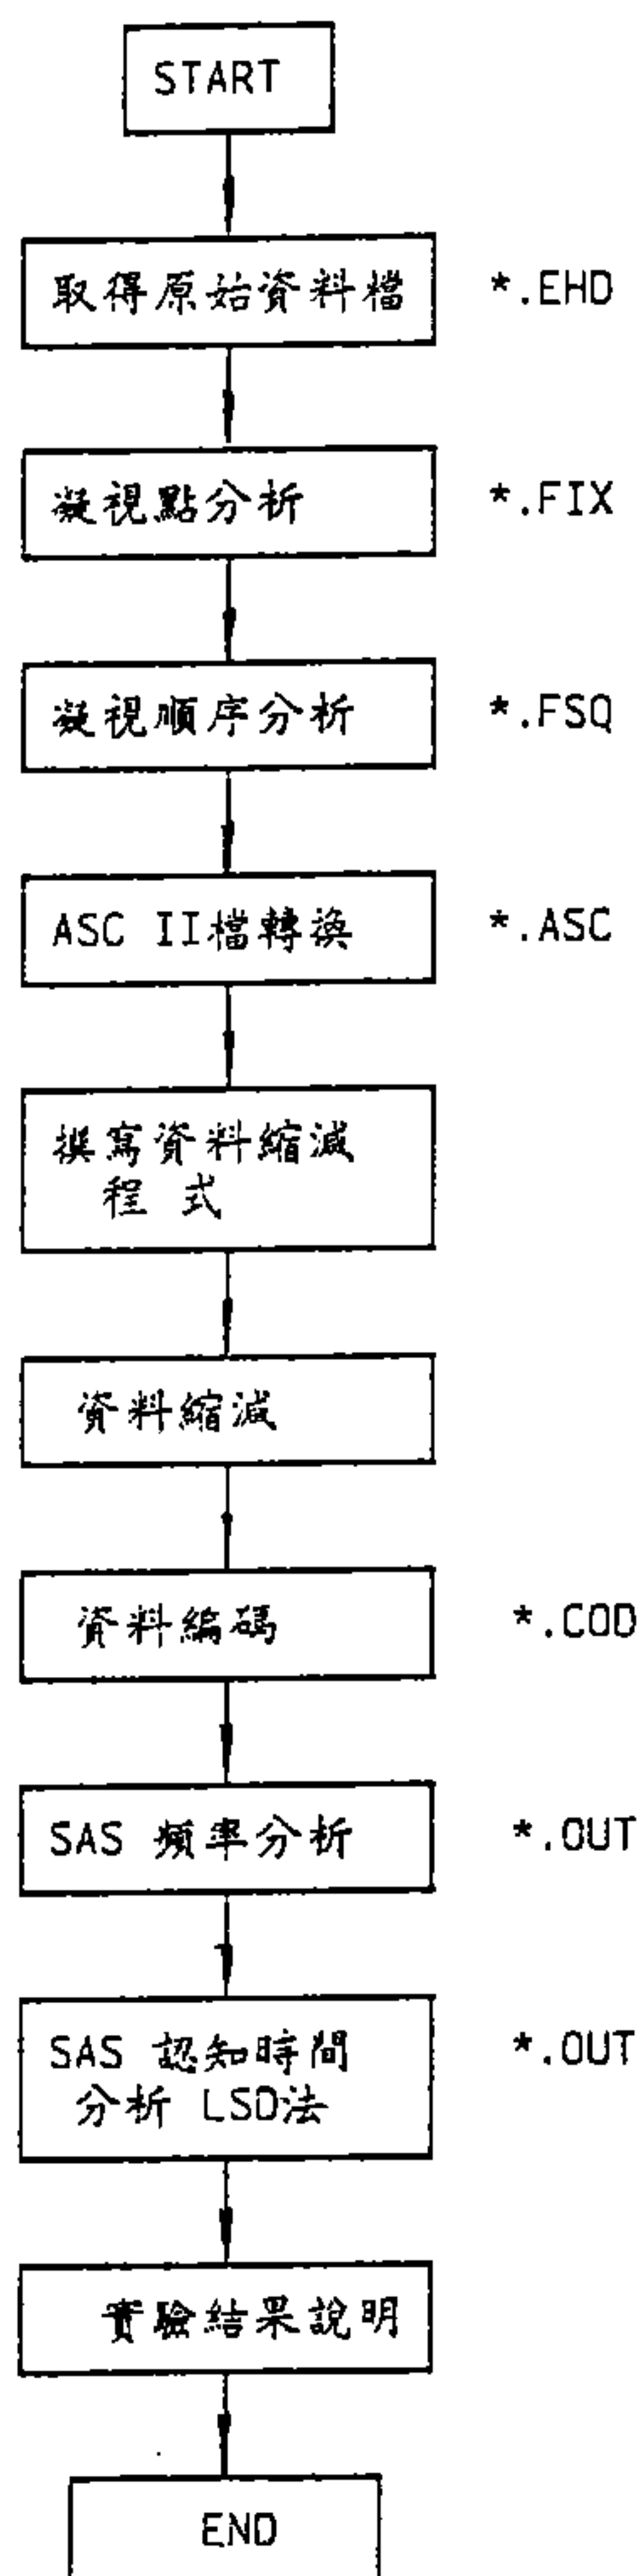 START
取得原始資料檔 *.EHD
凝視點分析 *.FIX
凝視順序分析 *.FSQ
ASC II檔轉換 *.ASC
撰寫資料縮減
程 式
資料縮減
資料編碼 *.COD
SAS 頻率分析 *.OUT
SAS 認知時間 *.OUT
分析 LSD法
實驗結果說明
END